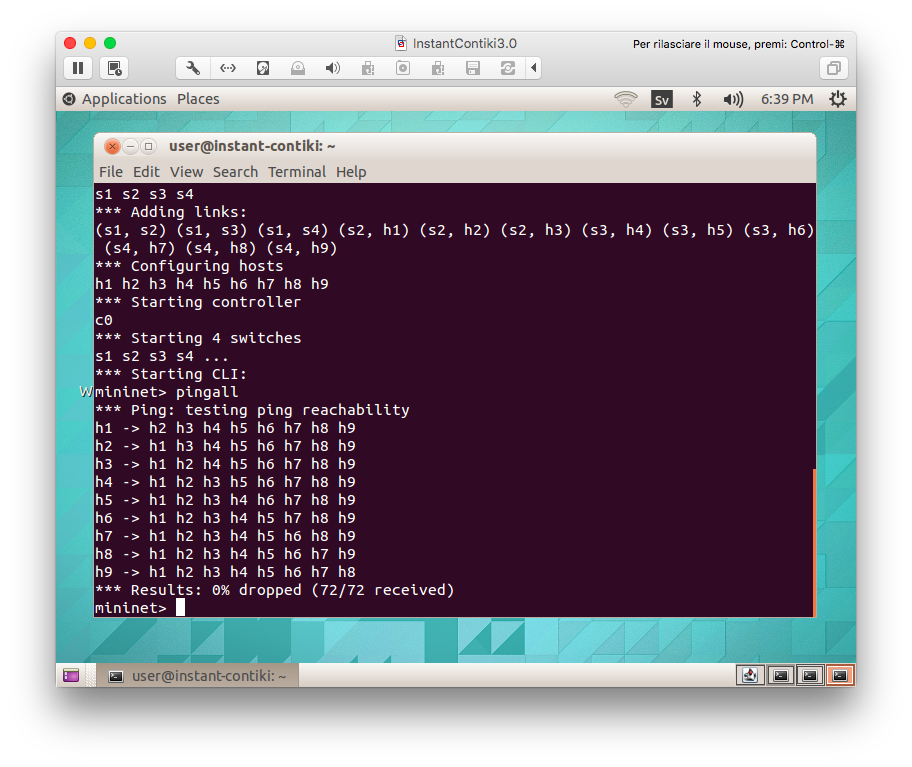 InstantContiki3.0
Per rilasciare il mouse, premi: Control-⌘
Applications Places
Sv
6:39 PM
user@instant-contiki: ~
File Edit View Search Terminal Help
s1 s2 s3 s4
*** Adding links:
(s1, s2) (s1, s3) (s1, s4) (s2, h1) (s2, h2) (s2, h3) (s3, h4) (s3, h5) (s3, h6)
(s4, h7) (s4, h8) (s4, h9)
*** Configuring hosts
h1 h2 h3 h4 h5 h6 h7 h8 h9
*** Starting controller
c0
*** Starting 4 switches
s1 s2 s3 s4 ...
*** Starting CLI:
W
mininet> pingall
*** Ping: testing ping reachability
h1 -> h2 h3 h4 h5 h6 h7 h8 h9
h2 -> h1 h3 h4 h5 h6 h7 h8 h9
h3 -> h1 h2 h4 h5 h6 h7 h8 h9
h4 -> h1 h2 h3 h5 h6 h7 h8 h9
h5 -> h1 h2 h3 h4 h6 h7 h8 h9
h6 -> h1 h2 h3 h4 h5 h7 h8 h9
h7 -> h1 h2 h3 h4 h5 h6 h8 h9
h8 -> h1 h2 h3 h4 h5 h6 h7 h9
h9 -> h1 h2 h3 h4 h5 h6 h7 h8
*** Results: 0% dropped (72/72 received)
mininet>
user@instant-contiki: ~